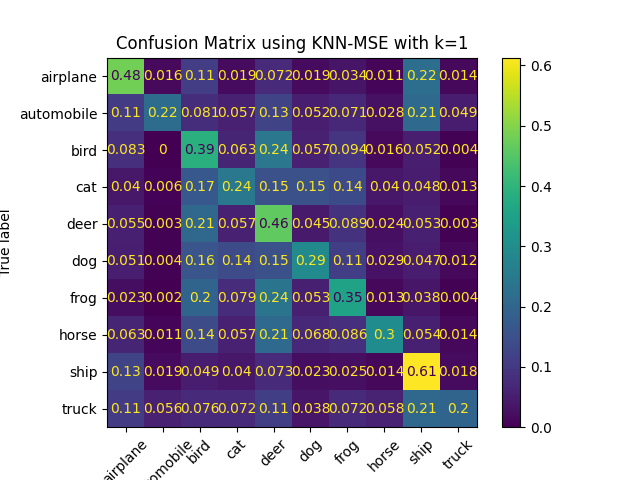 Confusion Matrix using KNN-MSE with k=1
True label
airplane 0.48 0.016 0.11 0.019 0.072 0.019 0.034 0.011 0.22 0.014
automobile 0.11 0.22 0.081 0.057 0.13 0.052 0.071 0.028 0.21 0.049
bird 0.083 0 0.39 0.063 0.24 0.057 0.094 0.016 0.052 0.004
cat 0.04 0.006 0.17 0.24 0.15 0.15 0.14 0.04 0.048 0.013
deer 0.055 0.003 0.21 0.057 0.46 0.045 0.089 0.024 0.053 0.003
dog 0.051 0.004 0.16 0.14 0.15 0.29 0.11 0.029 0.047 0.012
frog 0.023 0.002 0.2 0.079 0.24 0.053 0.35 0.013 0.038 0.004
horse 0.063 0.011 0.14 0.057 0.21 0.068 0.086 0.3 0.054 0.014
ship 0.13 0.019 0.049 0.04 0.073 0.023 0.025 0.014 0.61 0.018
truck 0.11 0.056 0.076 0.072 0.11 0.038 0.072 0.058 0.21 0.2
airplane omobile bird cat deer dog frog horse ship truck
0.6
0.5
0.4
0.3
0.2
0.1
0.0